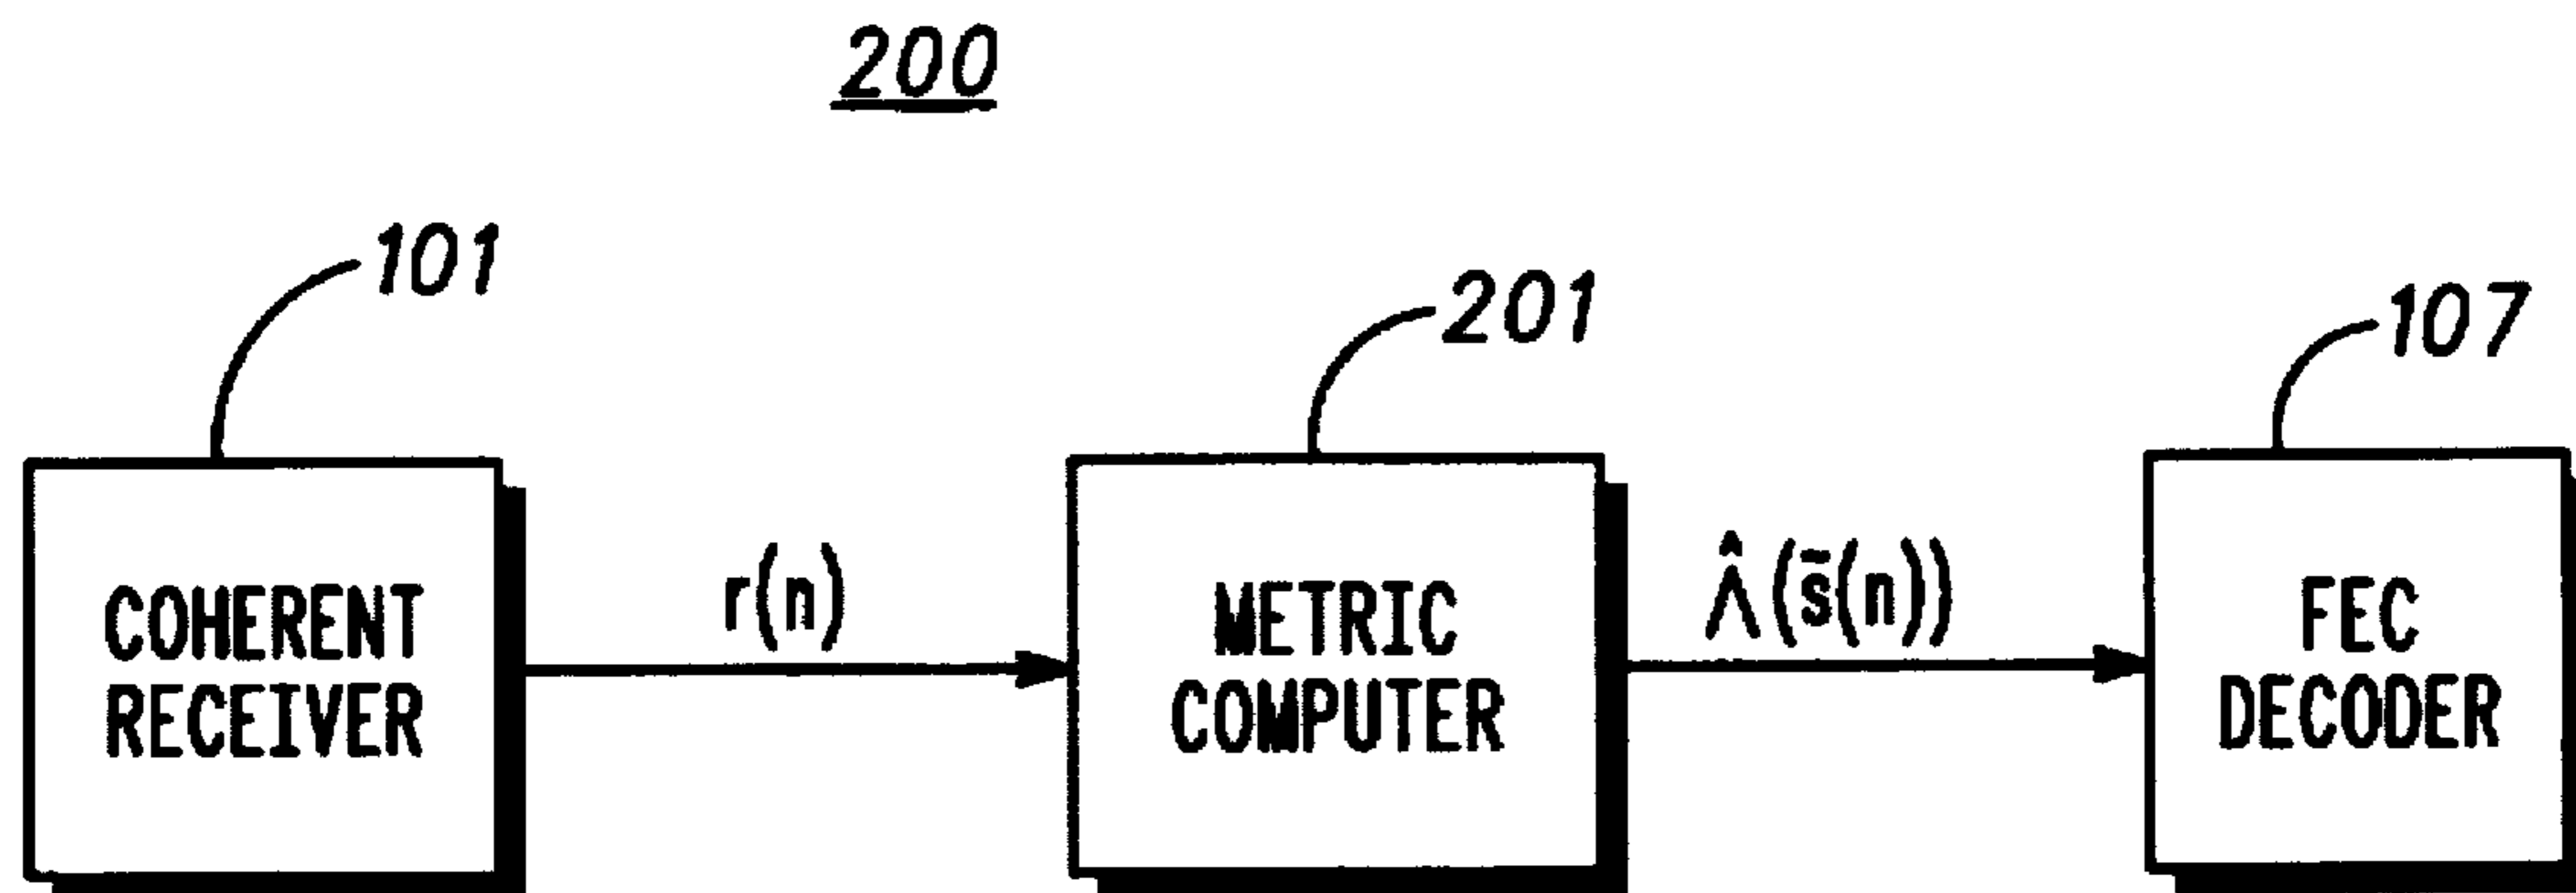 200
101
201
107
COHERENT
RECEIVER
r(n)
METRIC
COMPUTER
Λ̂(s̄(n))
FEC
DECODER